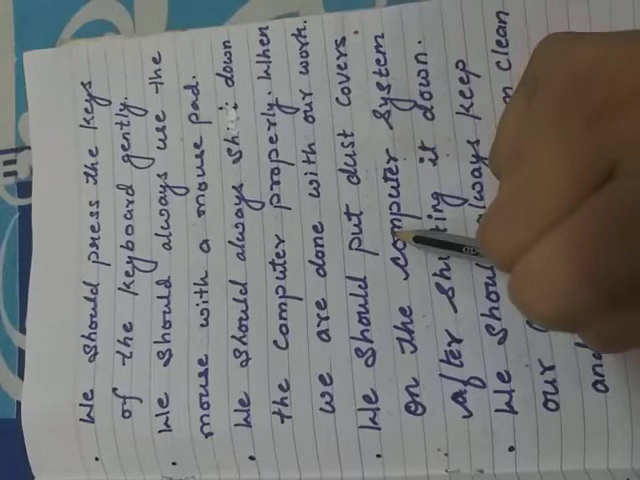 • We should press the keys
of the keyboard gently.
• We should always use the
mouse with a mouse pad.
• We should always down
the computer properly. When
we are done with our work.
• We should put dust covers.
on the computer system
after it down.
• We always keep
our clean
and